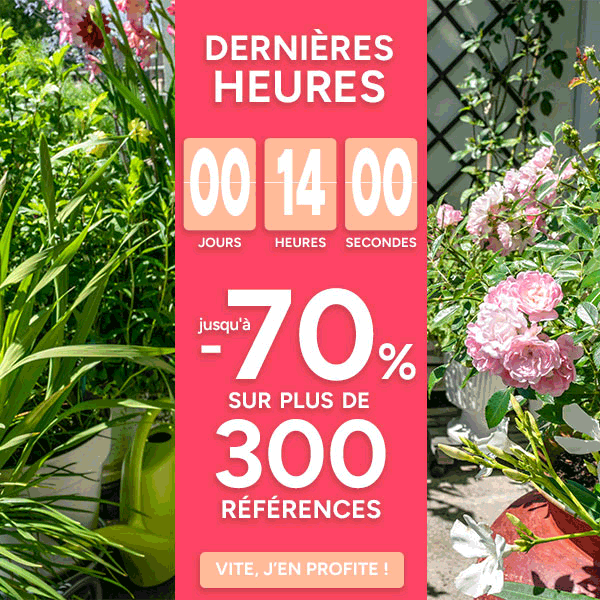 DERNIÈRES
HEURES
00 14 00
JOURS HEURES SECONDES
jusqu'à
-70%
SUR PLUS DE
300
RÉFÉRENCES
VITE, J'EN PROFITE !